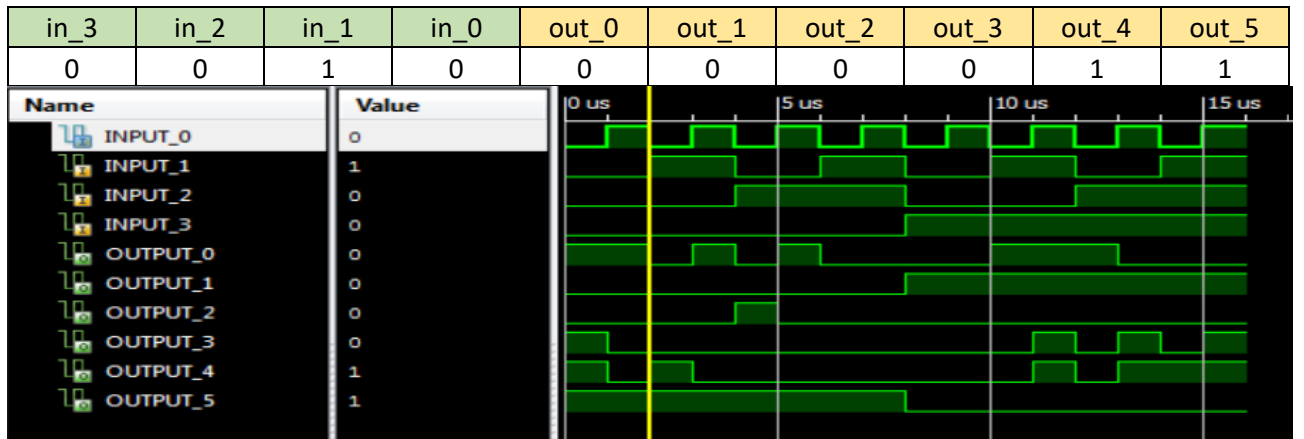 in_3 in_2 in_1 in_0 out_0 out_1 out_2 out_3 out_4 out_5
0 0 1 0 0 0 0 0 1 1
Name Value |0 us |5 us |10 us |15 us
INPUT_0 0
INPUT_1 1
INPUT_2 0
INPUT_3 0
OUTPUT_0 0
OUTPUT_1 0
OUTPUT_2 0
OUTPUT_3 0
OUTPUT_4 1
OUTPUT_5 1